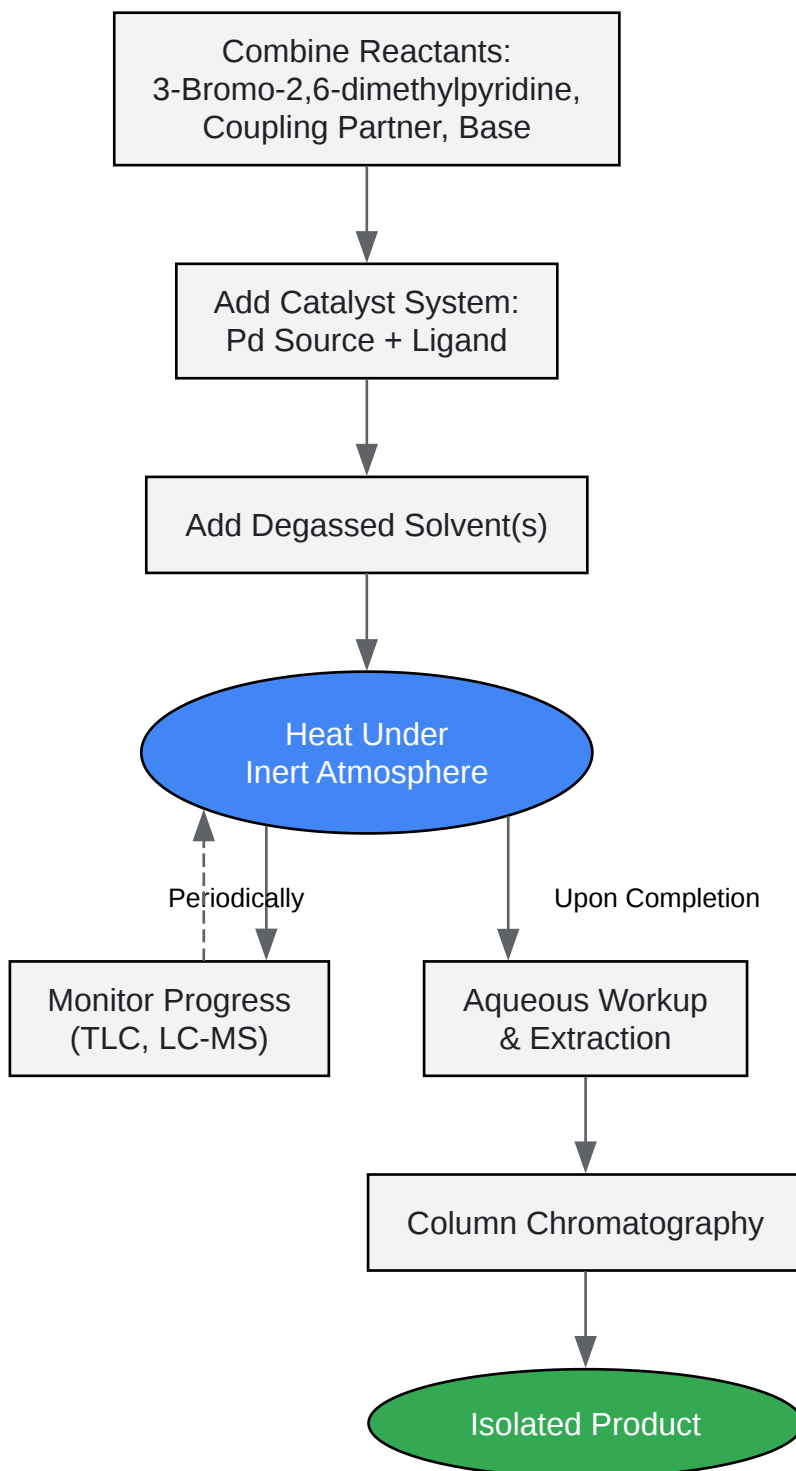 Combine Reactants:
3-Bromo-2,6-dimethylpyridine,
Coupling Partner, Base
Add Catalyst System:
Pd Source + Ligand
Add Degassed Solvent(s)
Heat Under
Inert Atmosphere
Periodically
Upon Completion
Monitor Progress
(TLC, LC-MS)
Aqueous Workup
& Extraction
Column Chromatography
Isolated Product